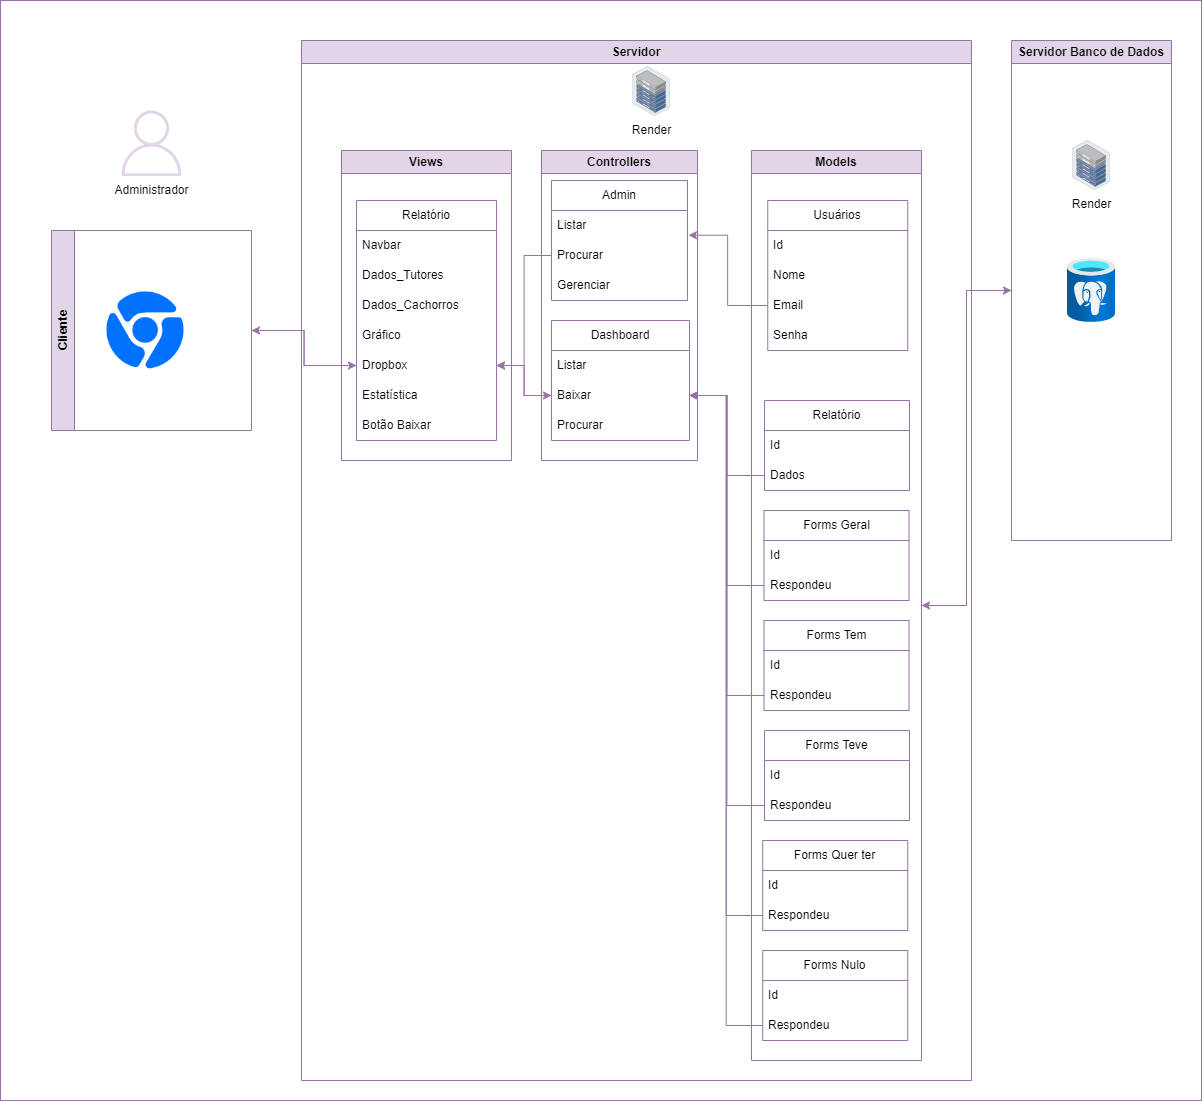 Servidor
Servidor Banco de Dados
Render
Administrador
Cliente
Views
Relatório
Navbar
Dados_Tutores
Dados_Cachorros
Gráfico
Dropbox
Estatística
Botão Baixar
Controllers
Admin
Listar
Procurar
Gerenciar
Dashboard
Listar
Baixar
Procurar
Models
Usuários
Id
Nome
Email
Senha
Relatório
Id
Dados
Forms Geral
Id
Respondeu
Forms Tem
Id
Respondeu
Forms Teve
Id
Respondeu
Forms Quer ter
Id
Respondeu
Forms Nulo
Id
Respondeu
Render